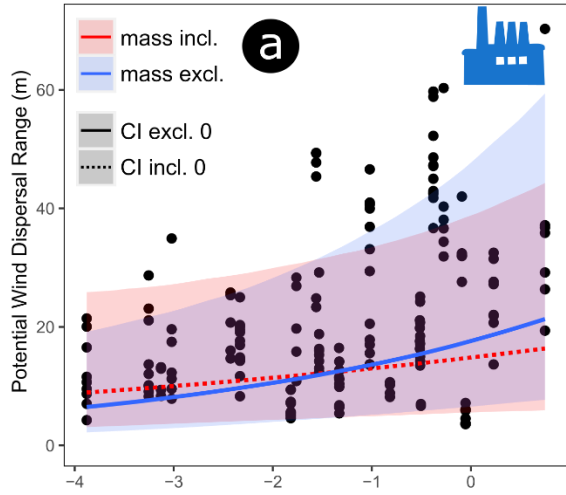 mass incl.
mass excl.
CI excl. 0
CI incl. 0
a
Potential Wind Dispersal Range (m)
60
40
20
0
−4 −3 −2 −1 0